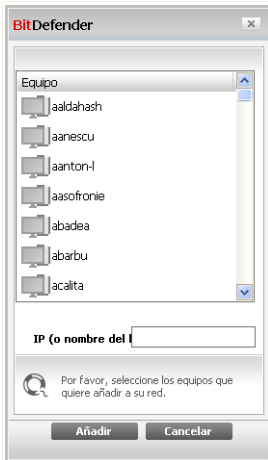 BitDefender
Equipo
aaldahash
aanescu
aanton-l
aasofronie
abadea
abarbu
acalita
IP (o nombre del
Por favor, seleccione los equipos que
quiere añadir a su red.
Añadir Cancelar